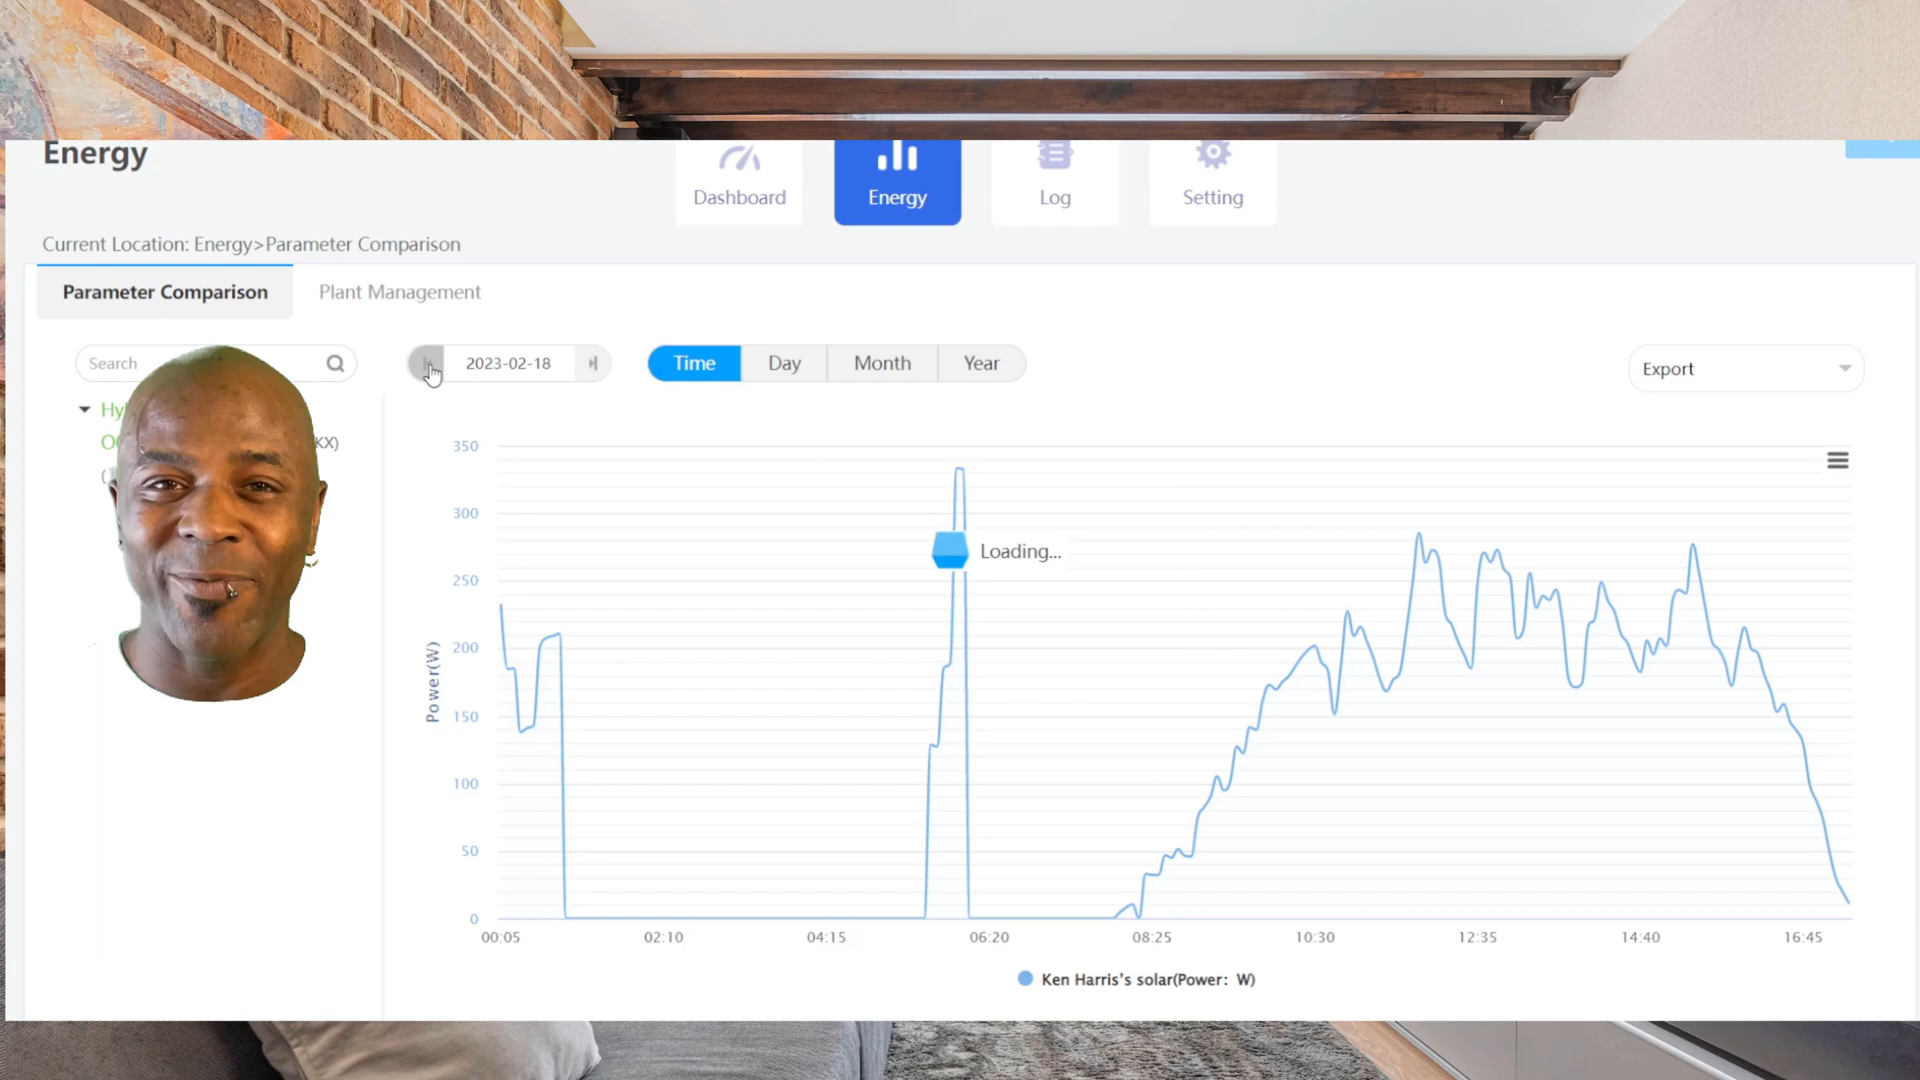 Energy
Dashboard
Energy
Log
Setting
Current Location: Energy>Parameter Comparison
Parameter Comparison
Plant Management
Search
2023-02-18
Time
Day
Month
Year
Export
KX)
350
300
250
200
150
100
50
0
Power(W)
Loading...
00:05
02:10
04:15
06:20
08:25
10:30
12:35
14:40
16:45
Ken Harris's solar(Power: W)